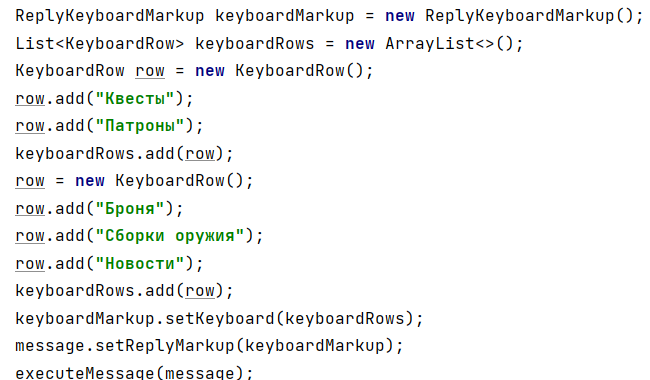 ReplyKeyboardMarkup keyboardMarkup = new ReplyKeyboardMarkup();
List<KeyboardRow> keyboardRows = new ArrayList<>();
KeyboardRow row = new KeyboardRow();
row.add("Квесты");
row.add("Патроны");
keyboardRows.add(row);
row = new KeyboardRow();
row.add("Броня");
row.add("Сборки оружия");
row.add("Новости");
keyboardRows.add(row);
keyboardMarkup.setKeyboard(keyboardRows);
message.setReplyMarkup(keyboardMarkup);
executeMessage(message);